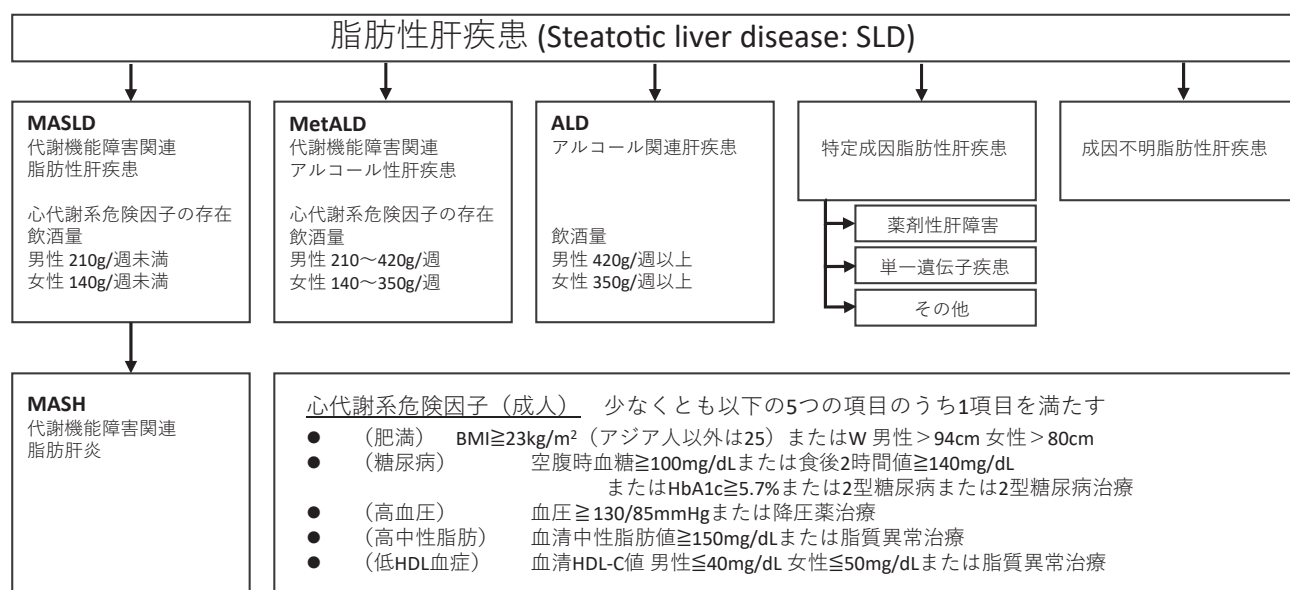 脂肪性肝疾患 (Steatotic liver disease: SLD)
MASLD
代謝機能障害関連
脂肪性肝疾患
心代謝系危険因子の存在
飲酒量
男性 210g/週未満
女性 140g/週未満
MetALD
代謝機能障害関連
アルコール性肝疾患
心代謝系危険因子の存在
飲酒量
男性 210〜420g/週
女性 140〜350g/週
ALD
アルコール関連肝疾患
飲酒量
男性 420g/週以上
女性 350g/週以上
特定成因脂肪性肝疾患
薬剤性肝障害
単一遺伝子疾患
その他
成因不明脂肪性肝疾患
MASH
代謝機能障害関連
脂肪肝炎
心代謝系危険因子（成人） 少なくとも以下の5つの項目のうち1項目を満たす
● （肥満） BMI≧23kg/m²（アジア人以外は25）またはW 男性＞94cm 女性＞80cm
● （糖尿病） 空腹時血糖≧100mg/dLまたは食後2時間値≧140mg/dL
またはHbA1c≧5.7%または2型糖尿病または2型糖尿病治療
● （高血圧） 血圧≧130/85mmHgまたは降圧薬治療
● （高中性脂肪） 血清中性脂肪値≧150mg/dLまたは脂質異常治療
● （低HDL血症） 血清HDL-C値 男性≦40mg/dL 女性≦50mg/dLまたは脂質異常治療